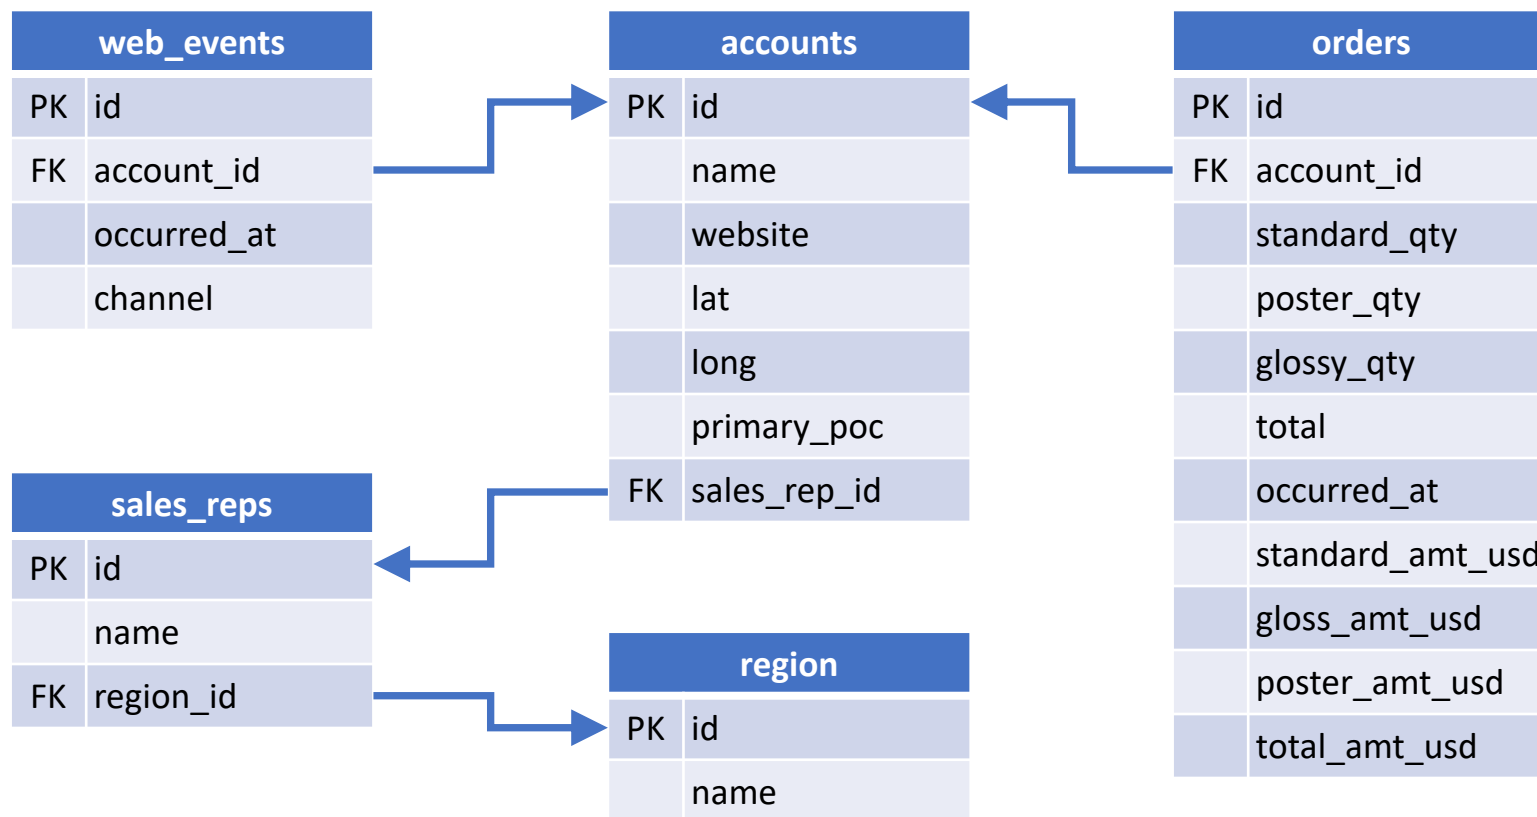 web_events
PK id
FK account_id
occurred_at
channel
accounts
PK id
name
website
lat
long
primary_poc
FK sales_rep_id
orders
PK id
FK account_id
standard_qty
poster_qty
glossy_qty
total
occurred_at
standard_amt_usd
gloss_amt_usd
poster_amt_usd
total_amt_usd
sales_reps
PK id
name
FK region_id
region
PK id
name